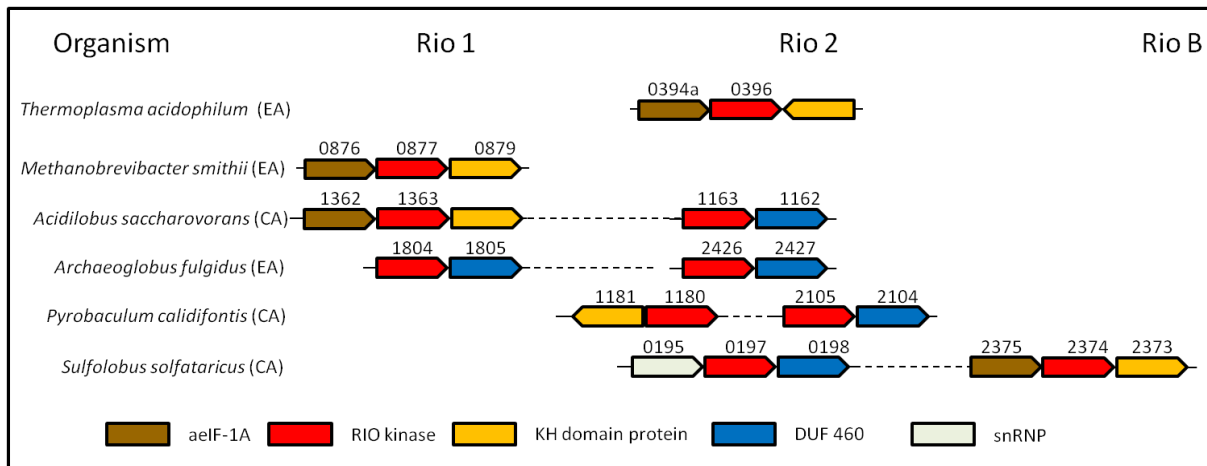 Organism Rio 1 Rio 2 Rio B
0394a 0396
Thermoplasma acidophilum (EA)
0876 0877 0879
Methanobrevibacter smithii (EA)
1362 1363 1163 1162
Acidilobus saccharovorans (CA)
1804 1805 2426 2427
Archaeoglobus fulgidus (EA)
1181 1180 2105 2104
Pyrobaculum calidifontis (CA)
0195 0197 0198 2375 2374 2373
Sulfolobus solfataricus (CA)
aeIF-1A RIO kinase KH domain protein DUF 460 snRNP